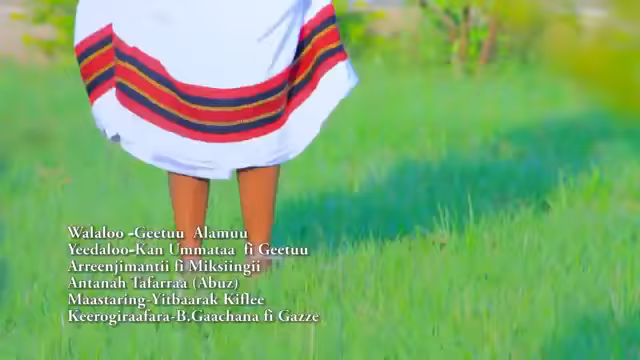 Walaloo -Geetuu Alamuu
Yeedaloo-Kan Ummataa fi Geetuu
Arreenjimantii fi Miksiingii
Antanah Tafarraa (Abuz)
Maastaring-Yitbaarak Kiflee
Keerogiraafara-B.Gaachana fi Gazze